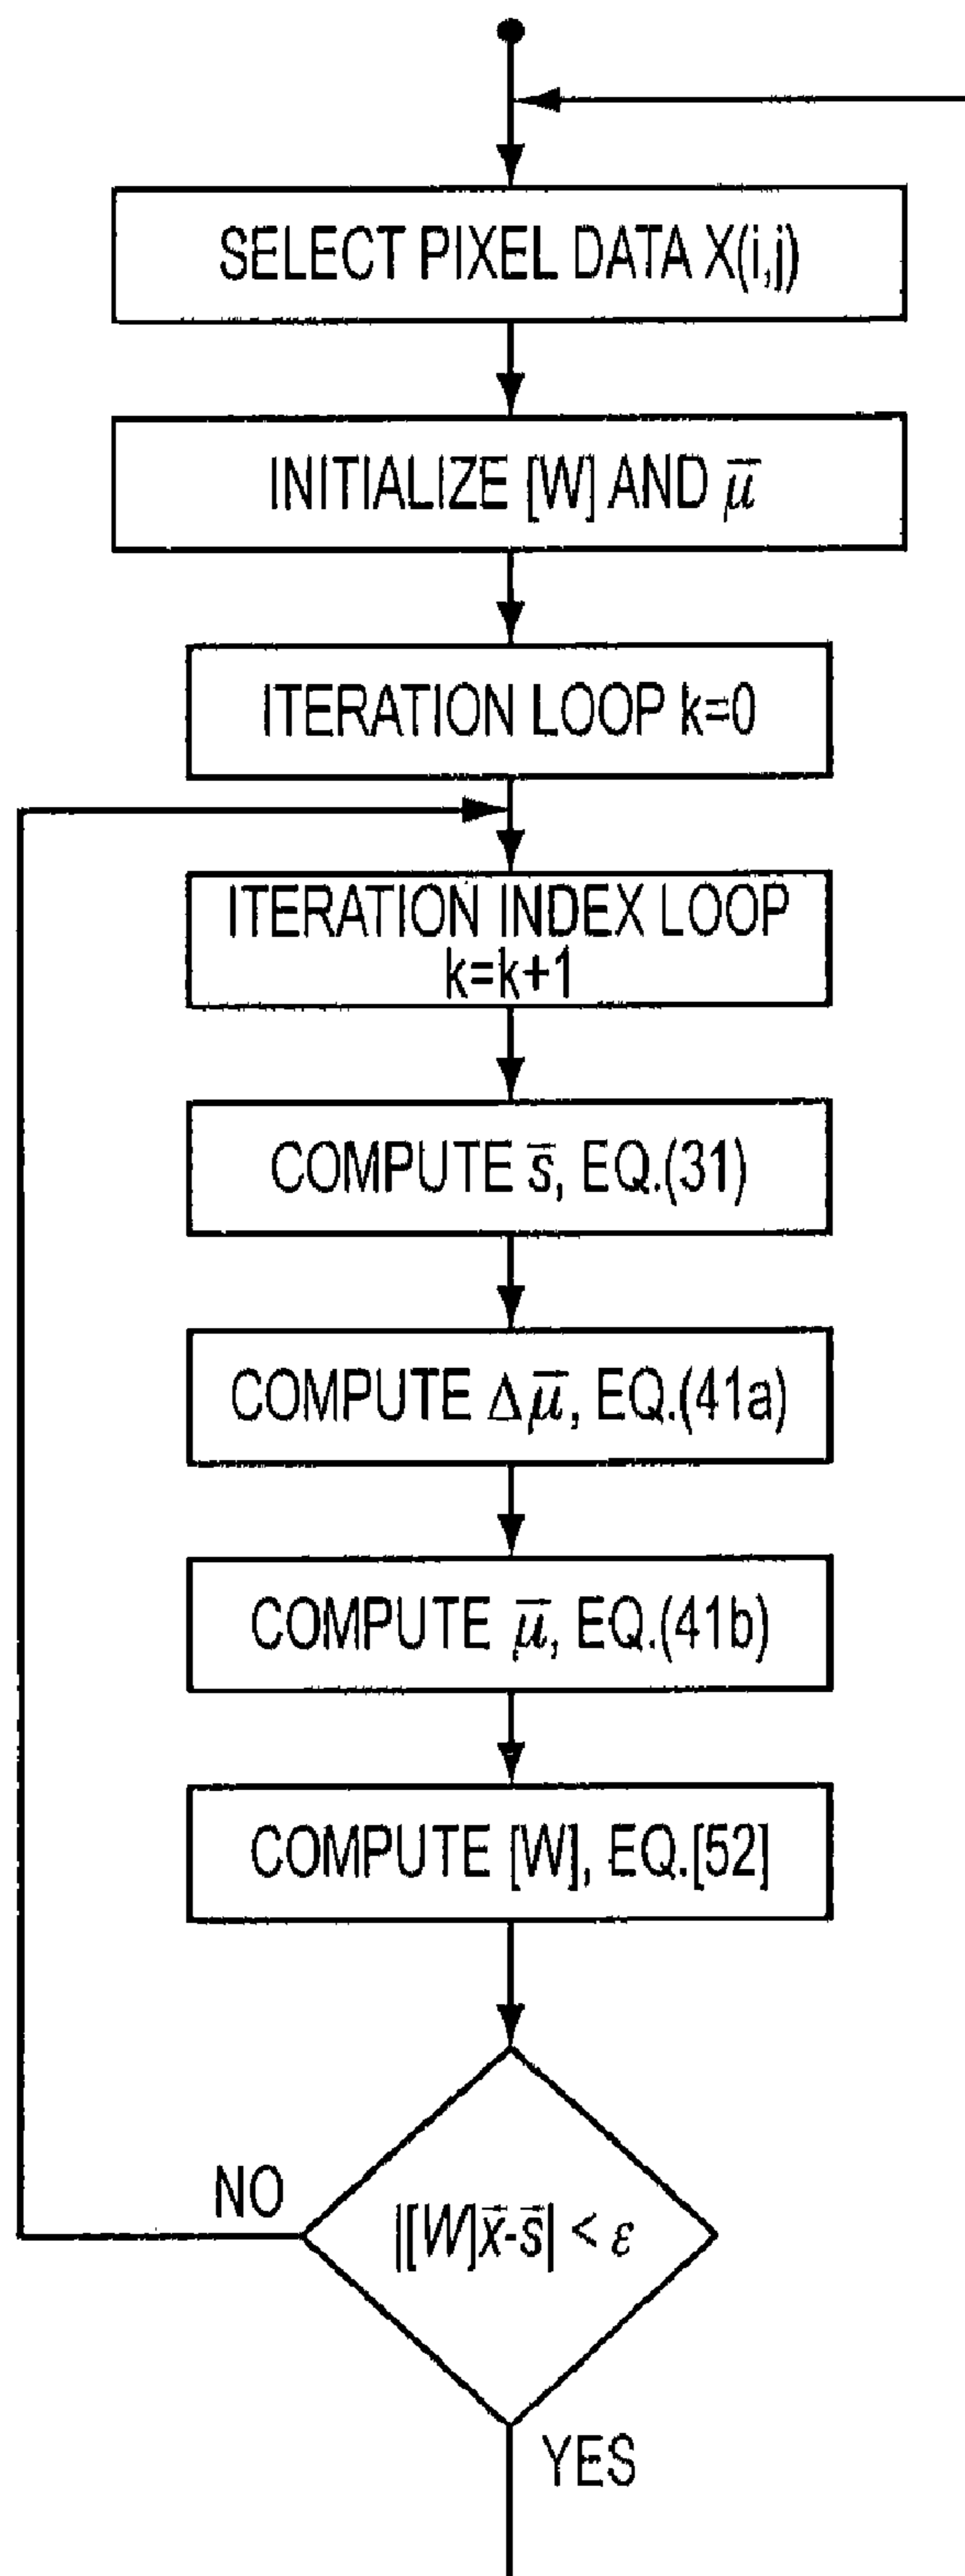 SELECT PIXEL DATA X(i,j)
INITIALIZE [W] AND μ̄
ITERATION LOOP k=0
ITERATION INDEX LOOP
k=k+1
COMPUTE s̄, EQ.(31)
COMPUTE Δμ̄, EQ.(41a)
COMPUTE μ̄, EQ.(41b)
COMPUTE [W], EQ.[52]
NO
|[W]x̄-s̄| < ε
YES